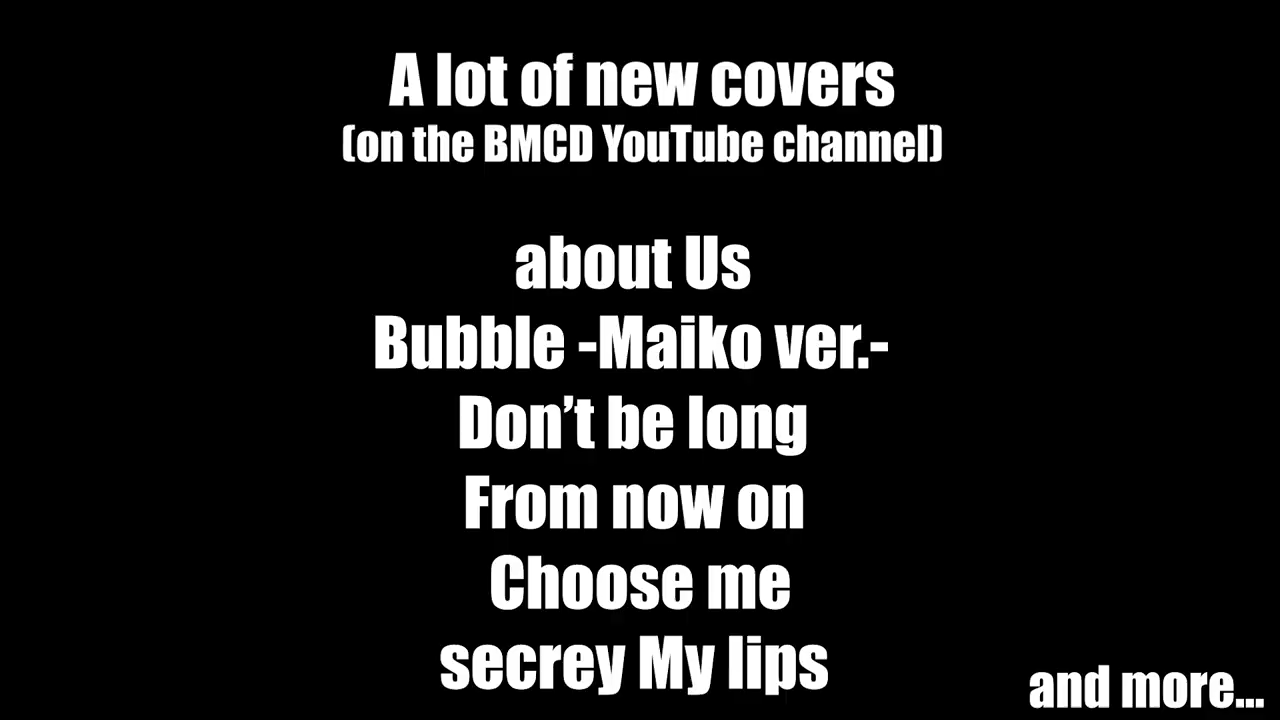 A lot of new covers
(on the BMCD YouTube channel)
about Us
Bubble -Maiko ver.-
Don’t be long
From now on
Choose me
secrey My lips
and more...